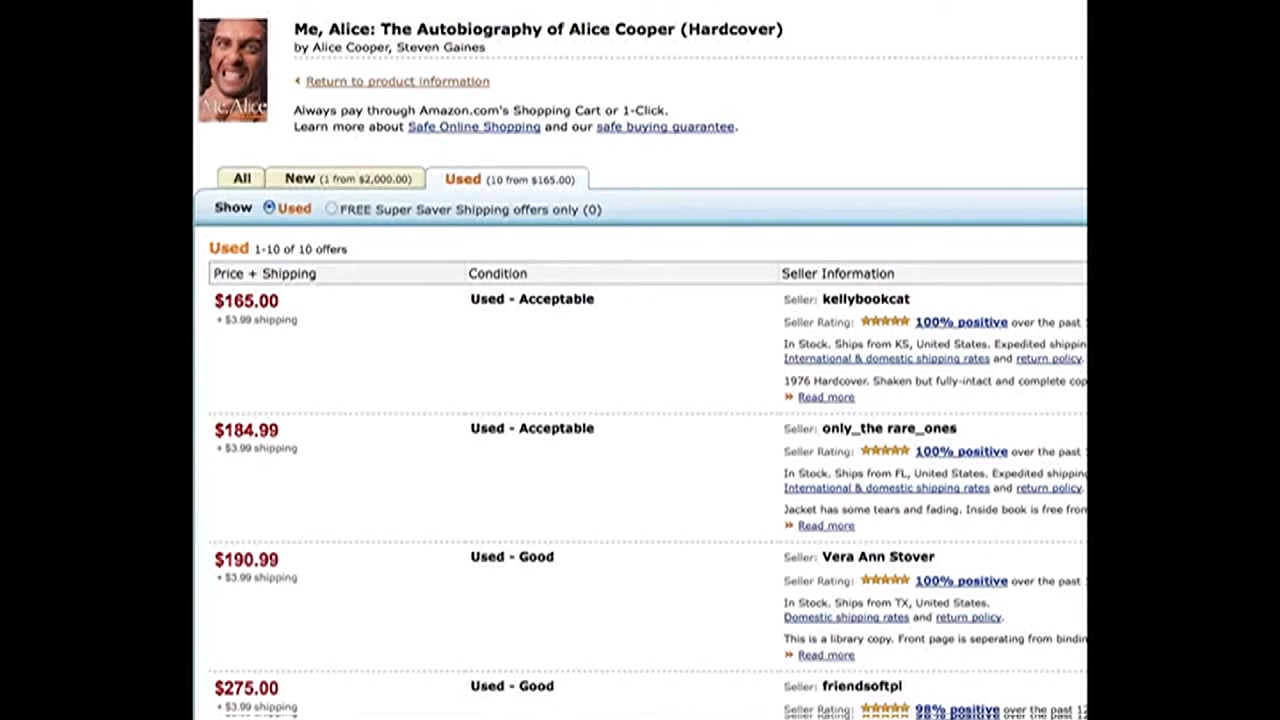 Me, Alice
Me, Alice: The Autobiography of Alice Cooper (Hardcover)
by Alice Cooper, Steven Gaines
‹ Return to product information
Always pay through Amazon.com's Shopping Cart or 1-Click.
Learn more about Safe Online Shopping and our safe buying guarantee.
All New (1 from $2,000.00) Used (10 from $165.00)
Show Used FREE Super Saver Shipping offers only (0)
Used 1-10 of 10 offers
Price + Shipping Condition Seller Information
$165.00 Used - Acceptable Seller: kellybookcat
+ $3.99 shipping Seller Rating: 100% positive over the past
In Stock. Ships from KS, United States. Expedited shippin
International & domestic shipping rates and return policy.
1976 Hardcover. Shaken but fully-intact and complete cop
» Read more
$184.99 Used - Acceptable Seller: only_the rare_ones
+ $3.99 shipping Seller Rating: 100% positive over the past
In Stock. Ships from FL, United States. Expedited shipping
International & domestic shipping rates and return policy.
Jacket has some tears and fading. Inside book is free fron
» Read more
$190.99 Used - Good Seller: Vera Ann Stover
+ $3.99 shipping Seller Rating: 100% positive over the past
In Stock. Ships from TX, United States.
Domestic shipping rates and return policy.
This is a library copy. Front page is seperating from bindin
» Read more
$275.00 Used - Good Seller: friendsoftpl
+ $3.99 shipping Seller Rating: 98% positive over the past 12